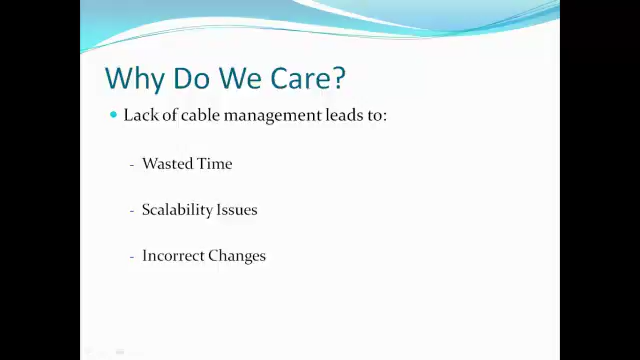 Why Do We Care?
Lack of cable management leads to:
- Wasted Time
- Scalability Issues
- Incorrect Changes